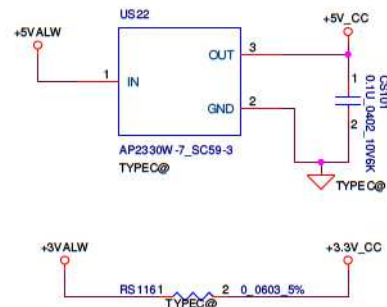 US22
+5VALW
+5V_CC
OUT
3
1
IN
1
CS101
0.1U_0402_10V6K
2
GND
2
AP2330W-7_SC59-3
TYPEC@
TYPEC@
+3VALW
+3.3V_CC
RS116 1
2
0_0603_5%
TYPEC@